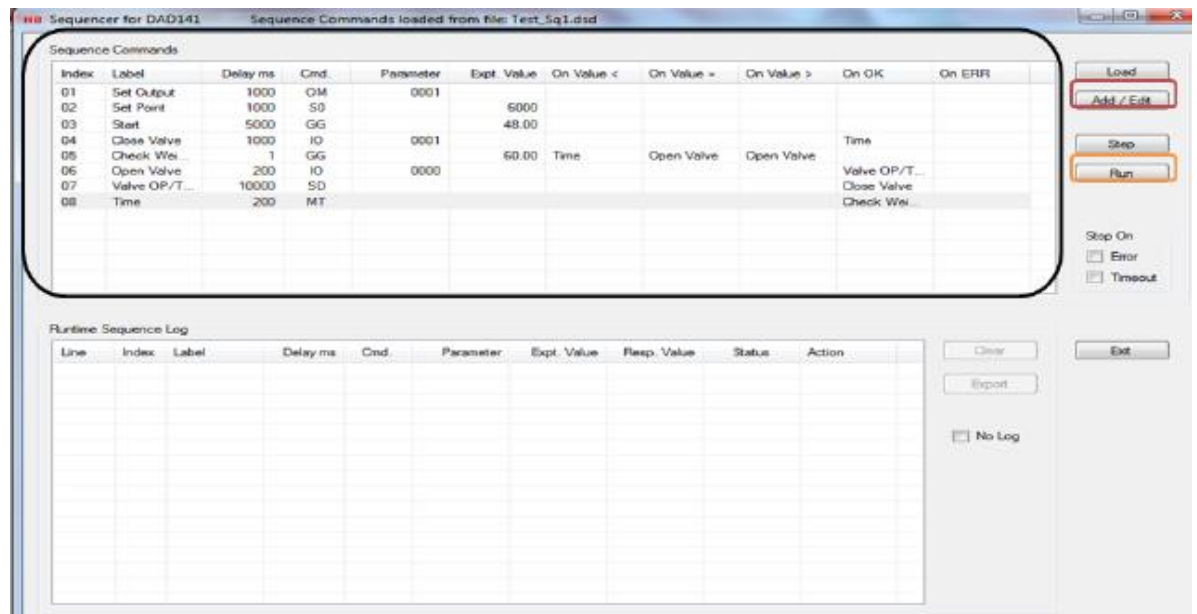 Sequencer for DAD141 Sequence Commands loaded from file: Test_Sq1.dsd
Sequence Commands
Index Label Delay ms Cmd. Parameter Expt. Value On Value < On Value = On Value > On OK On ERR
01 Set Output 1000 OM 0001
02 Set Point 1000 S0 6000
03 Start 5000 GG 48.00
04 Close Valve 1000 IO 0001 Time
05 Check Wei... 1 GG 60.00 Time Open Valve Open Valve
06 Open Valve 200 IO 0000 Valve OP/T...
07 Valve OP/T... 10000 SD Close Valve
08 Time 200 MT Check Wei...
Load
Add / Edit
Step
Run
Stop On
Error
Timeout
Runtime Sequence Log
Line Index Label Delay ms Cmd. Parameter Expt. Value Resp. Value Status Action
Clear
Export
No Log
Exit